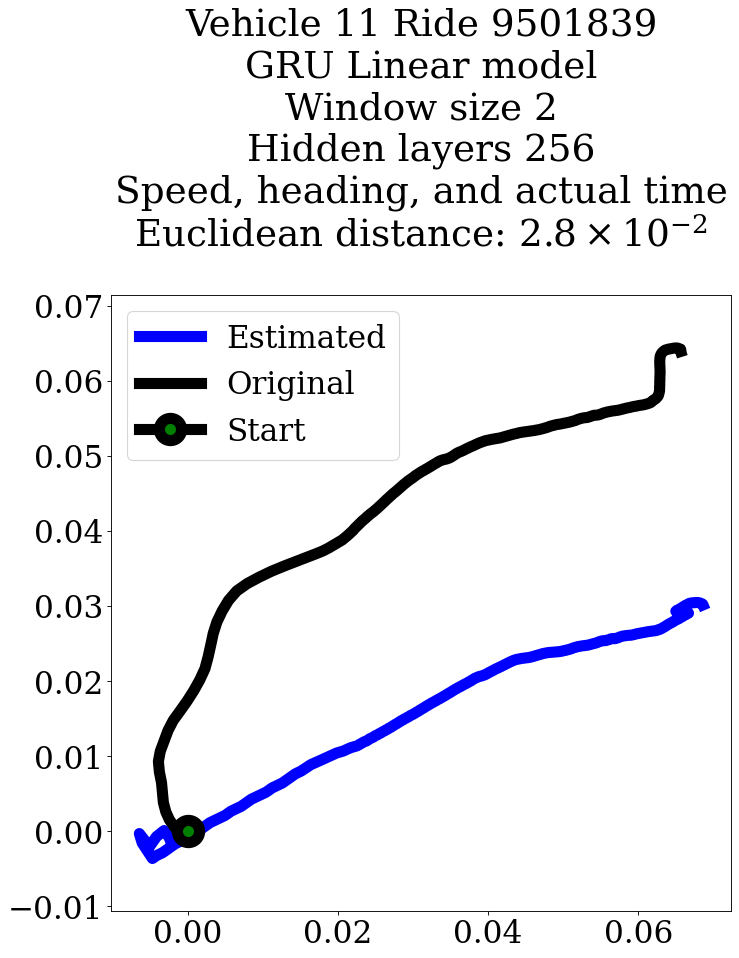 Vehicle 11 Ride 9501839
GRU Linear model
Window size 2
Hidden layers 256
Speed, heading, and actual time
Euclidean distance: 2.8 × 10⁻²
0.07
0.06
0.05
0.04
0.03
0.02
0.01
0.00
−0.01
Estimated
Original
Start
0.00 0.02 0.04 0.06